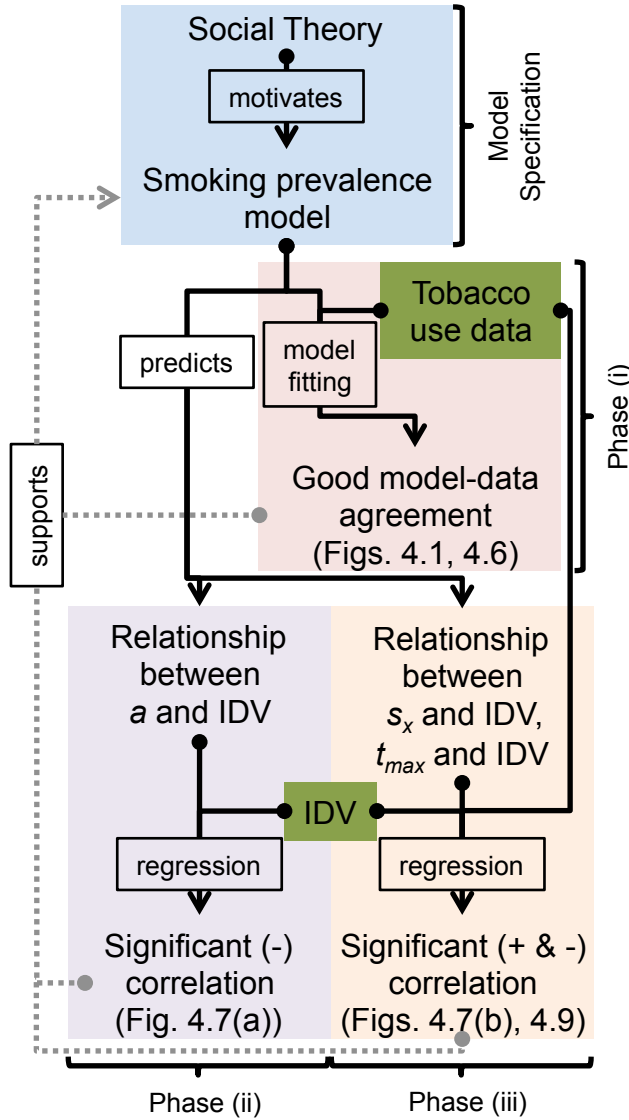 Social Theory
motivates
Smoking prevalence
model
Model
Specification
Tobacco
use data
predicts
model
fitting
Phase (i)
Good model-data
agreement
(Figs. 4.1, 4.6)
supports
Relationship
between
a and IDV
Relationship
between
s_x and IDV,
t_max and IDV
IDV
regression
regression
Significant (-)
correlation
(Fig. 4.7(a))
Significant (+ & -)
correlation
(Figs. 4.7(b), 4.9)
Phase (ii)
Phase (iii)